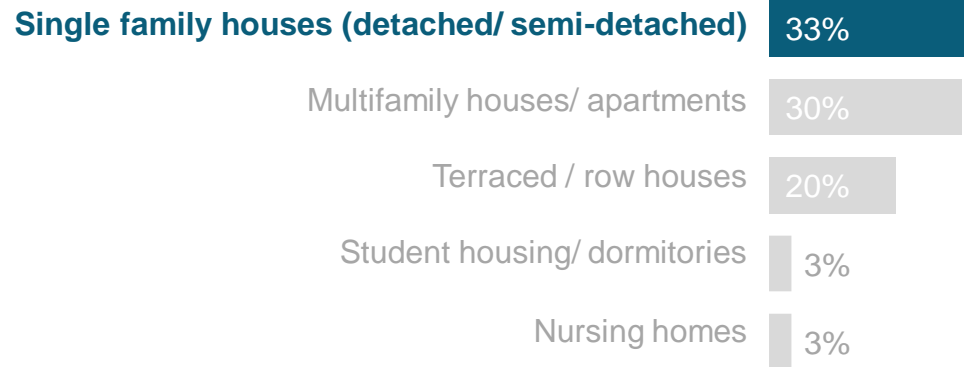 Single family houses (detached/ semi-detached) 33%
Multifamily houses/ apartments 30%
Terraced / row houses 20%
Student housing/ dormitories 3%
Nursing homes 3%